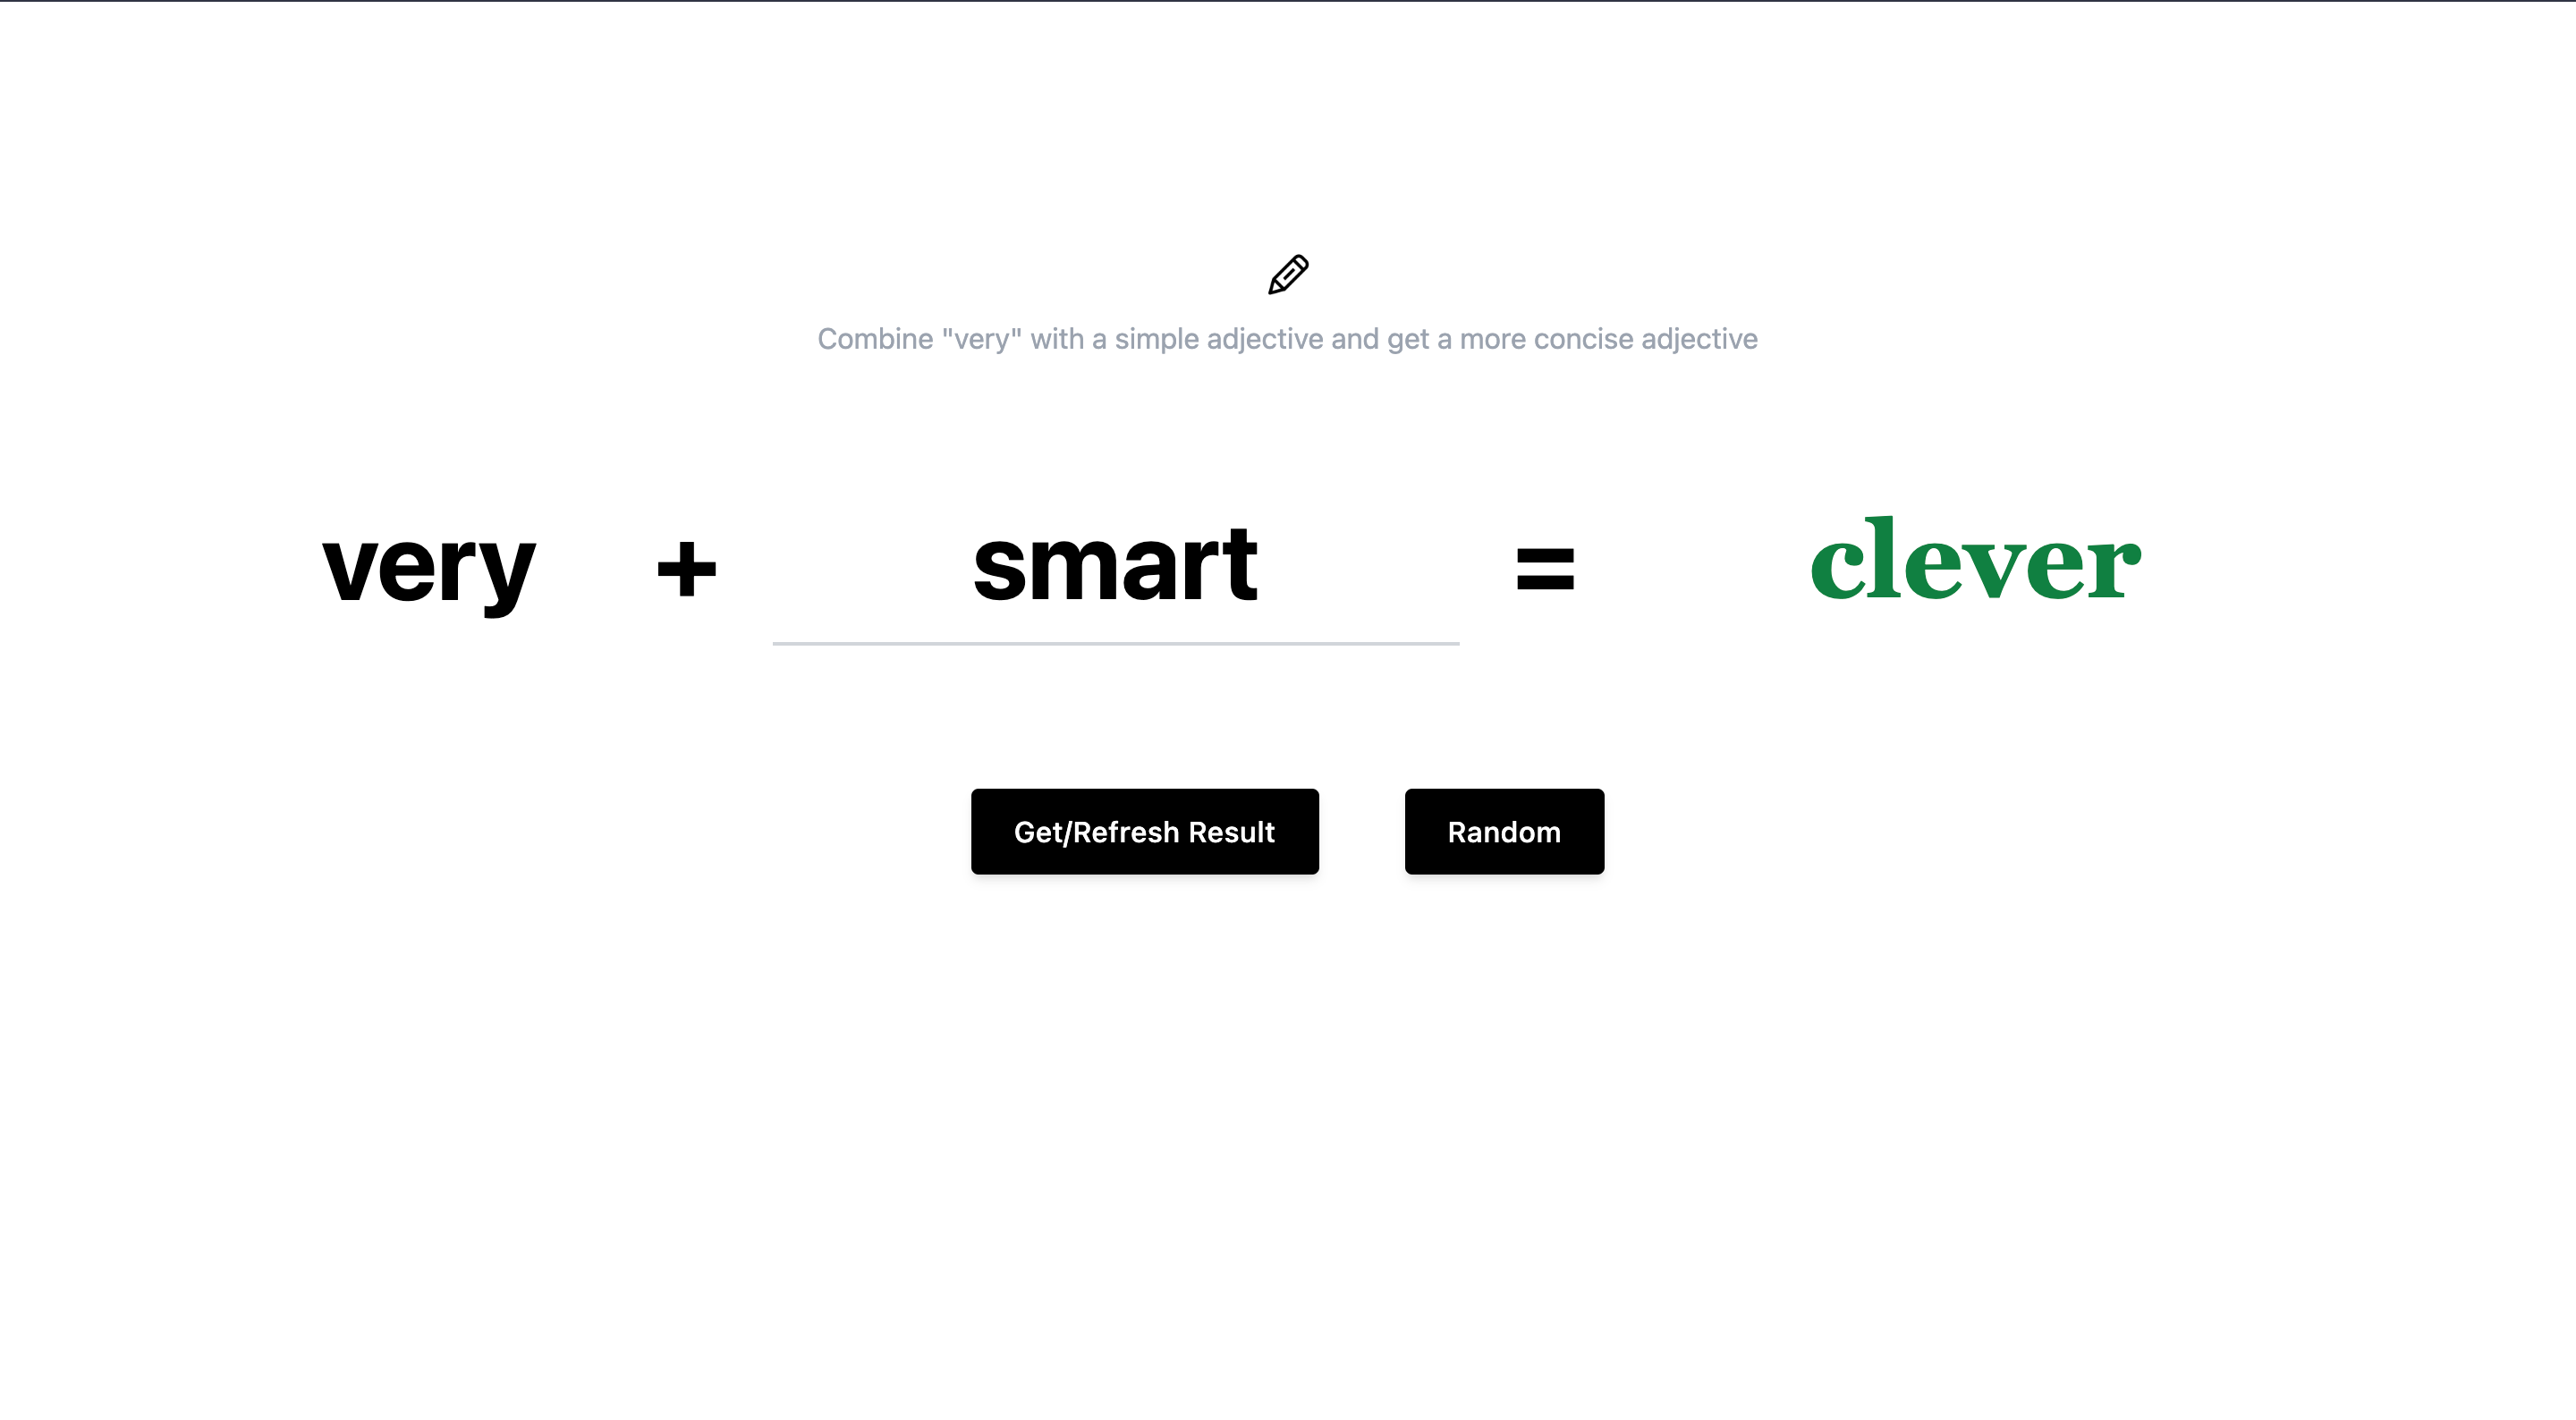 Combine "very" with a simple adjective and get a more concise adjective
very + smart = clever
Get/Refresh Result Random